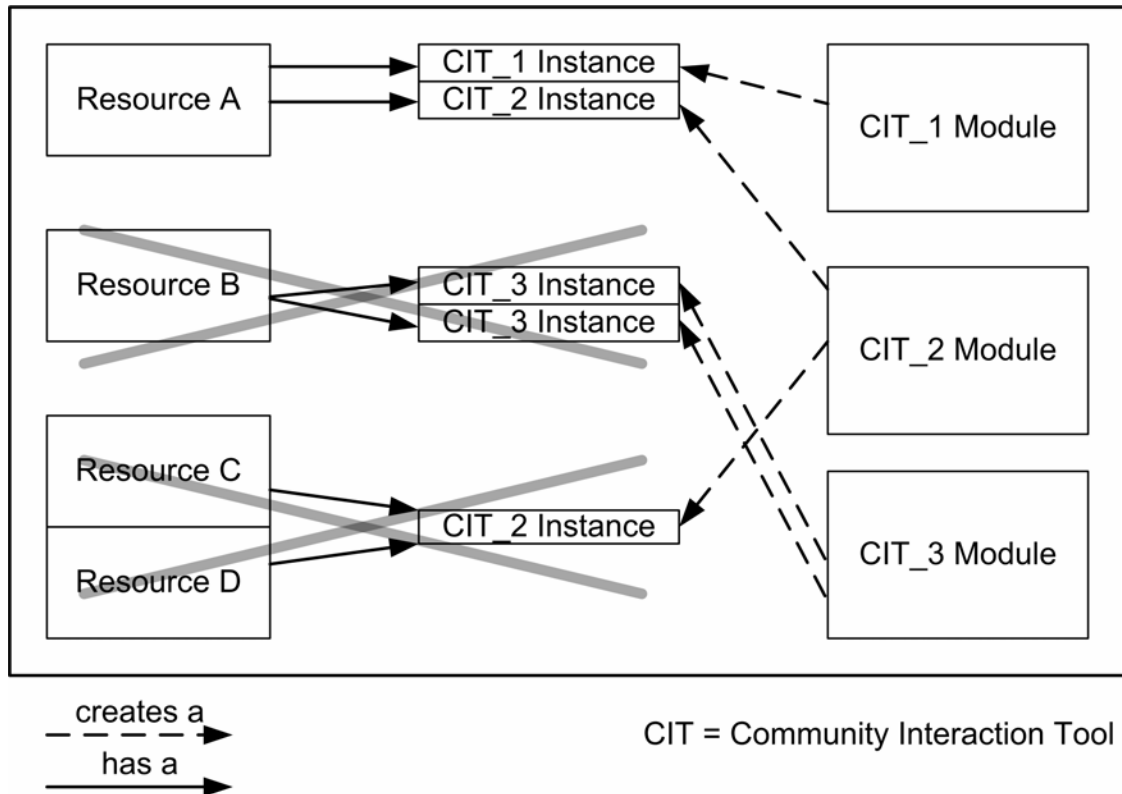 Resource A
CIT_1 Instance
CIT_2 Instance
CIT_1 Module
Resource B
CIT_3 Instance
CIT_3 Instance
CIT_2 Module
Resource C
Resource D
CIT_2 Instance
CIT_3 Module
creates a
has a
CIT = Community Interaction Tool